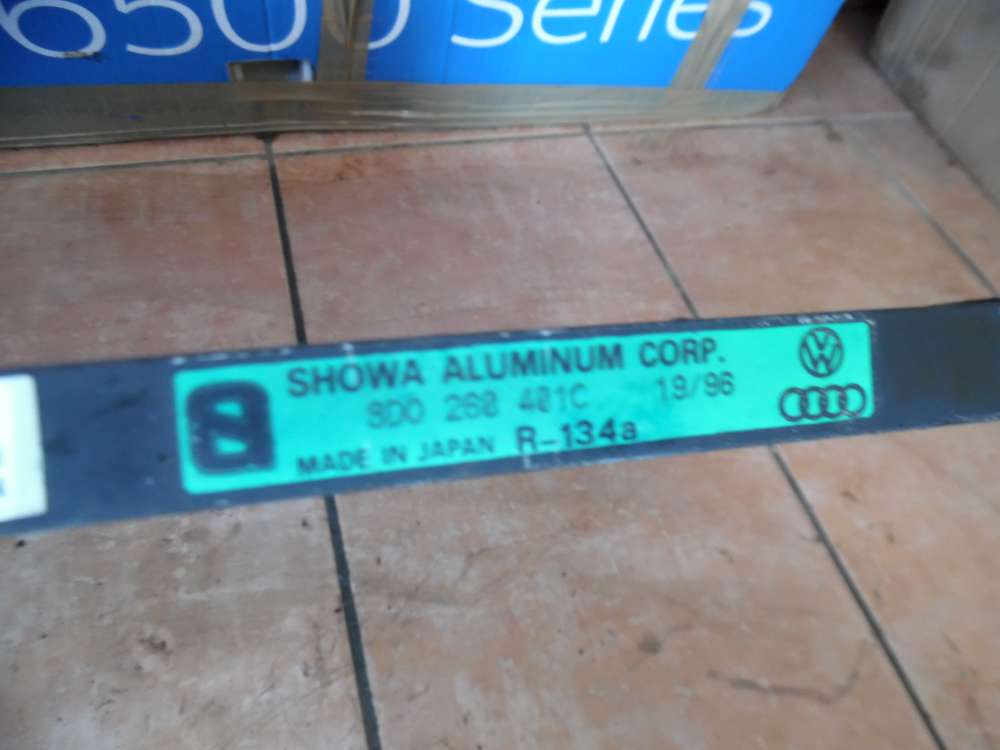 6500 Series
SHOWA ALUMINUM CORP.
8D0 260 401C 19/96
MADE IN JAPAN R-134a